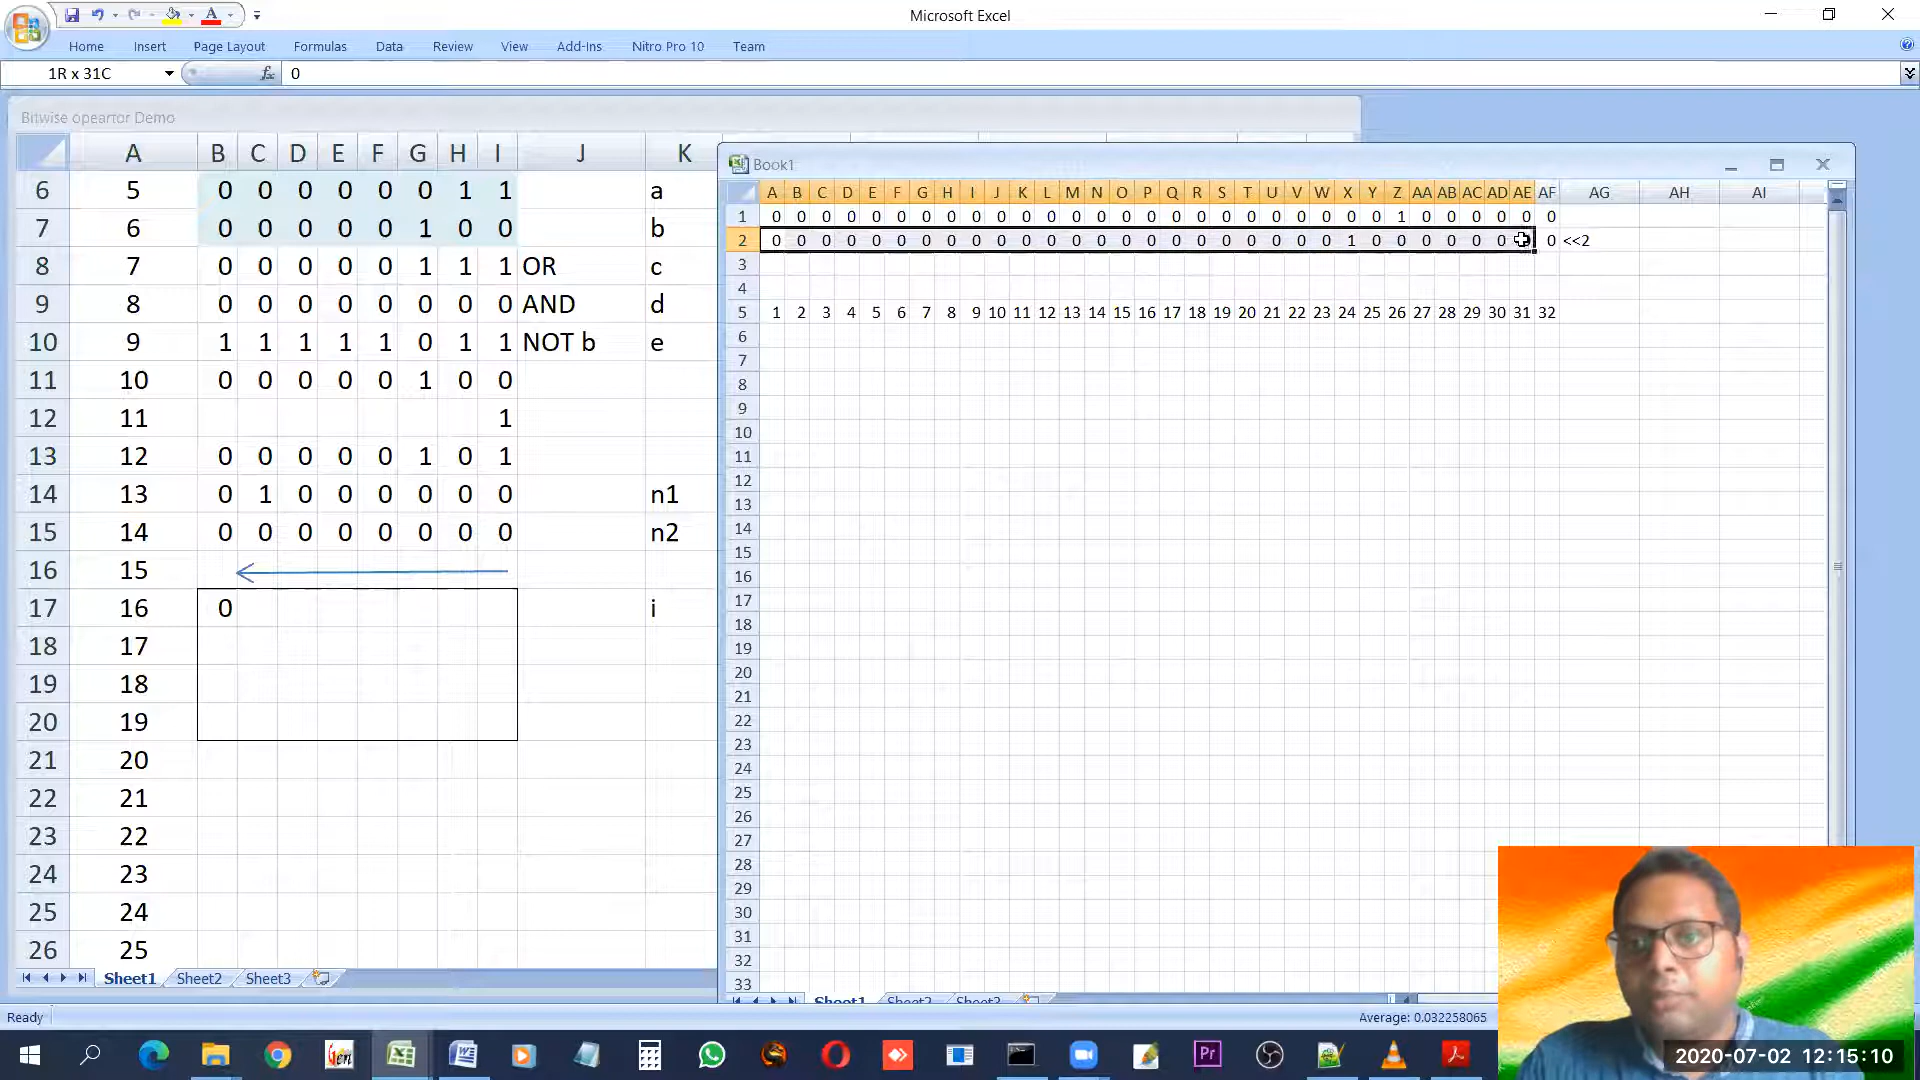 Microsoft Excel
Home Insert Page Layout Formulas Data Review View Add-Ins Nitro Pro 10 Team
1R x 31C fx 0
Bitwise opeartor Demo
A B C D E F G H I J K
6 5 0 0 0 0 0 0 1 1 a
7 6 0 0 0 0 0 1 0 0 b
8 7 0 0 0 0 0 1 1 1 OR c
9 8 0 0 0 0 0 0 0 0 AND d
10 9 1 1 1 1 1 0 1 1 NOT b e
11 10 0 0 0 0 0 1 0 0
12 11 1
13 12 0 0 0 0 0 1 0 1
14 13 0 1 0 0 0 0 0 0 n1
15 14 0 0 0 0 0 0 0 0 n2
16 15
17 16 0 i
18 17
19 18
20 19
21 20
22 21
23 22
24 23
25 24
26 25
Sheet1 Sheet2 Sheet3
Book1
A B C D E F G H I J K L M N O P Q R S T U V W X Y Z AA AB AC AD AE AF AG AH AI
1 0 0 0 0 0 0 0 0 0 0 0 0 0 0 0 0 0 0 0 0 0 0 0 0 0 1 0 0 0 0 0 0
2 0 0 0 0 0 0 0 0 0 0 0 0 0 0 0 0 0 0 0 0 0 0 0 1 0 0 0 0 0 0 0 <<2
3
4
5 1 2 3 4 5 6 7 8 9 10 11 12 13 14 15 16 17 18 19 20 21 22 23 24 25 26 27 28 29 30 31 32
6
7
8
9
10
11
12
13
14
15
16
17
18
19
20
21
22
23
24
25
26
27
28
29
30
31
32
33
Sheet1 Sheet2 Sheet3
Ready Average: 0.032258065
2020-07-02 12:15:10